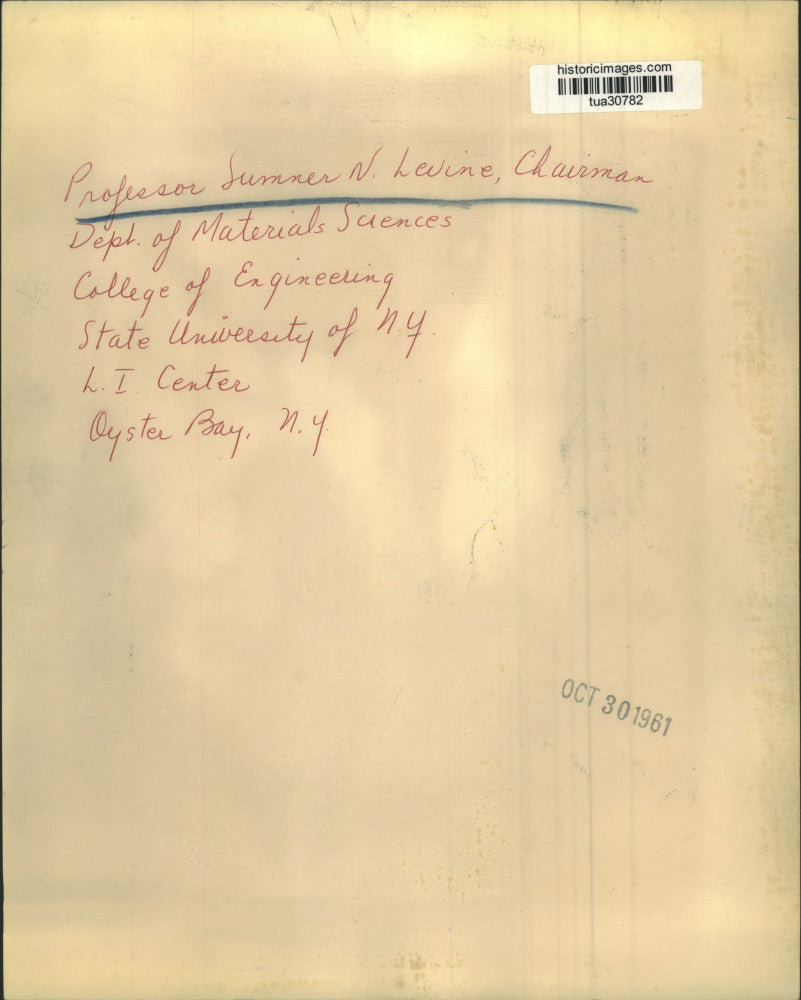 historicimages.com
tua30782
Professor Sumner N. Levine, Chairman
Dept. of Materials Sciences
College of Engineering
State University of N.Y.
L. I. Center
Oyster Bay, N.Y.
OCT 30 1961